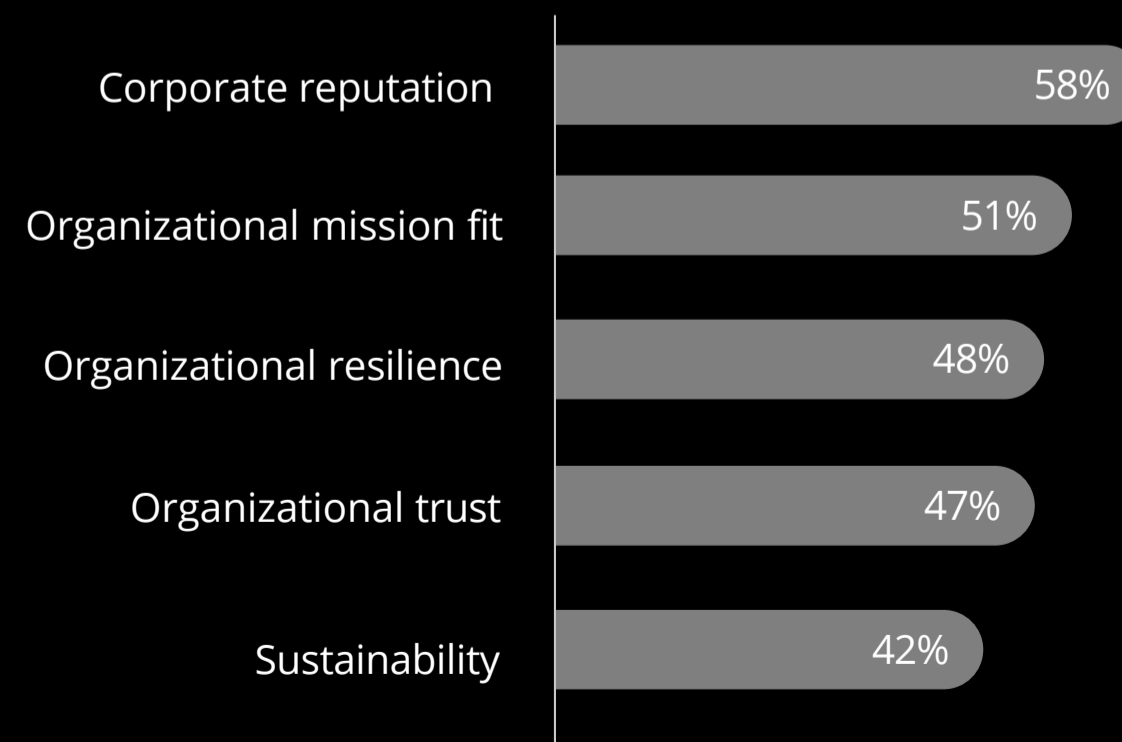 Corporate reputation 58%
Organizational mission fit 51%
Organizational resilience 48%
Organizational trust 47%
Sustainability 42%